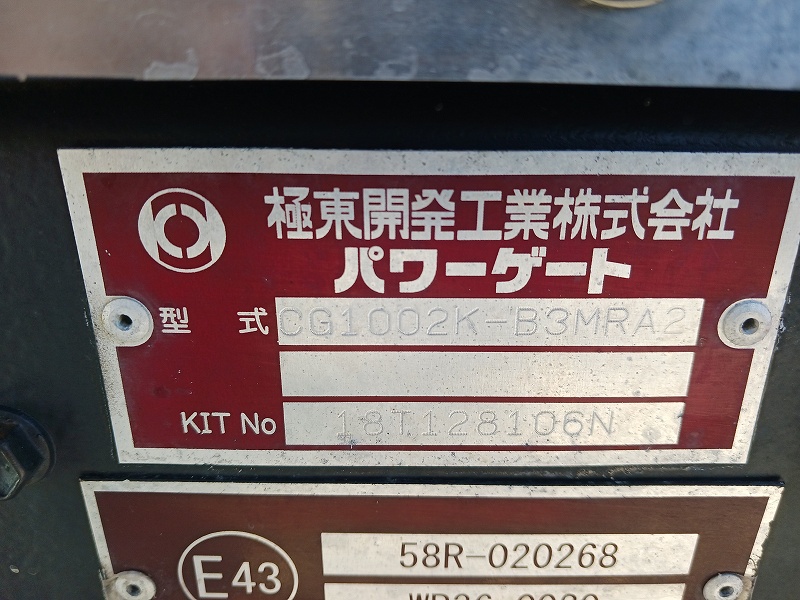 極東開発工業株式会社
パワーゲート
型 式 CG1002K-B3MRA2
KIT No 18T128106N
E43 58R-020268